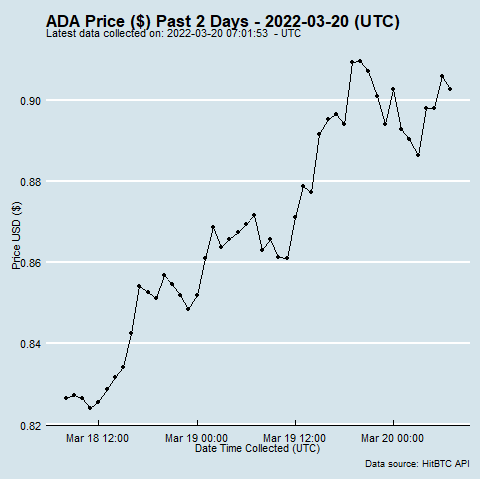 ADA Price ($) Past 2 Days - 2022-03-20 (UTC)
Latest data collected on: 2022-03-20 07:01:53 - UTC
Price USD ($)
0.90
0.88
0.86
0.84
0.82
Mar 18 12:00 Mar 19 00:00 Mar 19 12:00 Mar 20 00:00
Date Time Collected (UTC)
Data source: HitBTC API